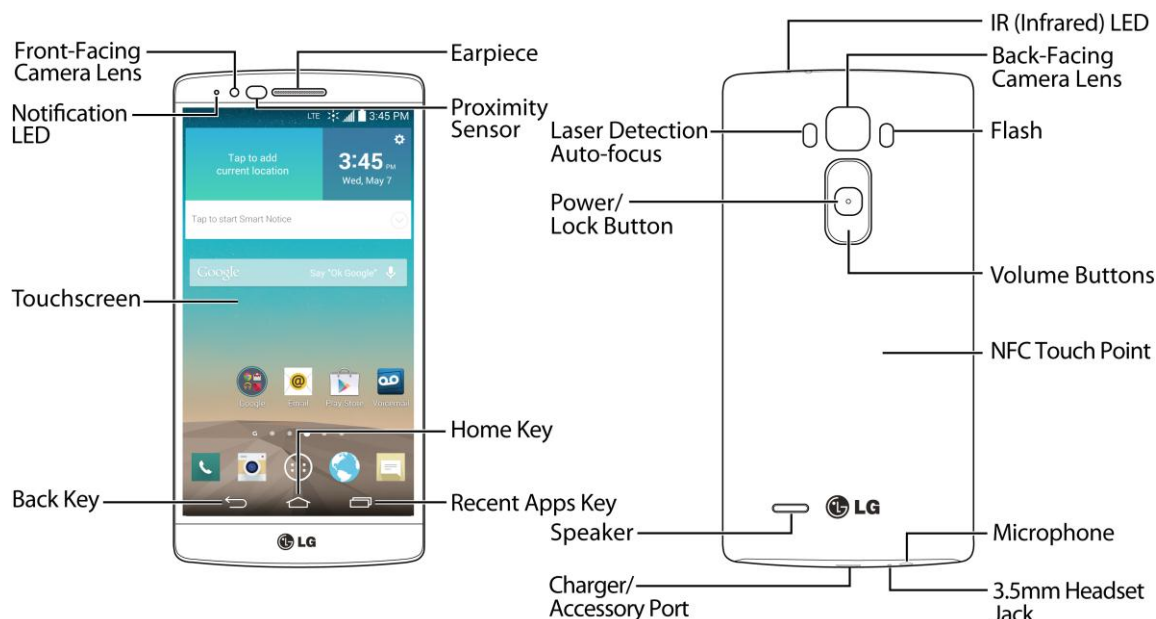 Front-Facing
Camera Lens
Notification
LED
Touchscreen
Back Key
Earpiece
Proximity
Sensor
Home Key
Recent Apps Key
LTE 3:45 PM
Tap to add
current location
3:45 PM
Wed, May 7
Tap to start Smart Notice
Google Say "Ok Google"
Google Email Play Store Voicemail
LG
Laser Detection
Auto-focus
Power/
Lock Button
Speaker
Charger/
Accessory Port
IR (Infrared) LED
Back-Facing
Camera Lens
Flash
Volume Buttons
NFC Touch Point
LG
Microphone
3.5mm Headset
Jack